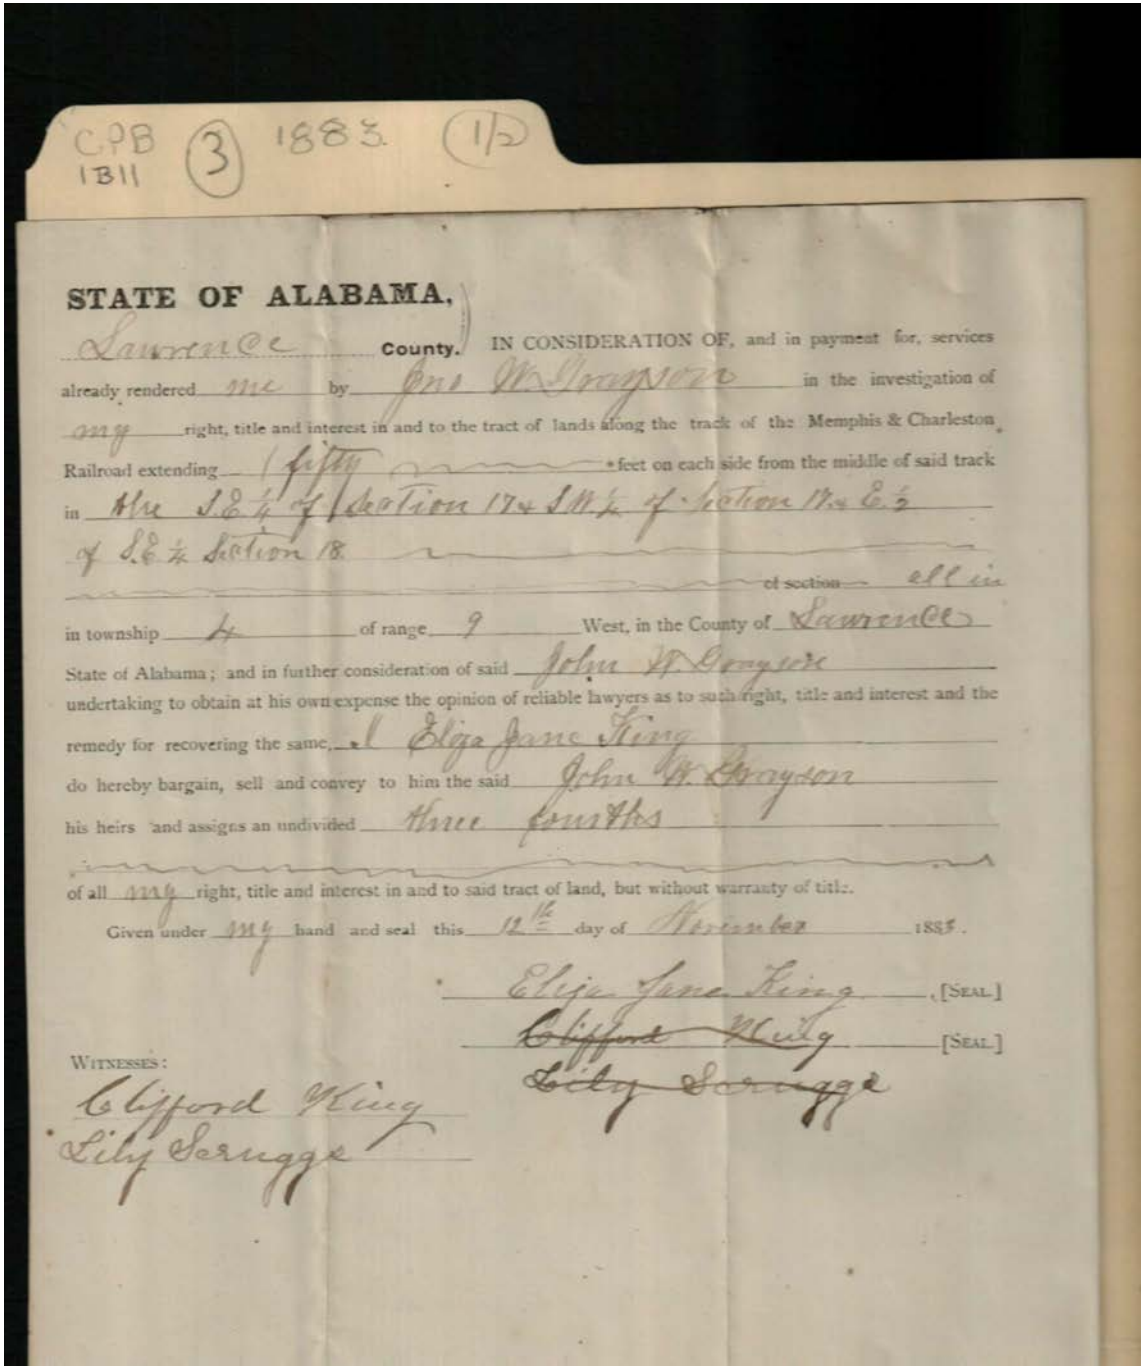 CPB 3 1883. 1/2
1B11
STATE OF ALABAMA,
Lawrence County. IN CONSIDERATION OF, and in payment for, services
already rendered me by Jno W. Grayson in the investigation of
my right, title and interest in and to the tract of lands along the track of the Memphis & Charleston
Railroad extending fifty feet on each side from the middle of said track
in the S.E ¼ of Section 17 & S.W ¼ of Section 17 & E. ½
of S.E ¼ Section 18.
of section all in
in township 4 of range 9 West, in the County of Lawrence
State of Alabama; and in further consideration of said John W. Grayson
undertaking to obtain at his own expense the opinion of reliable lawyers as to such right, title and interest and the
remedy for recovering the same, I Eliza Jane King
do hereby bargain, sell and convey to him the said John W. Grayson
his heirs and assigns an undivided three fourths
of all my right, title and interest in and to said tract of land, but without warranty of title.
Given under my hand and seal this 12th day of November 1883.
Eliza Jane King [SEAL]
Clifford King [SEAL]
Lily Scruggs
WITNESSES:
Clifford King
Lily Scruggs